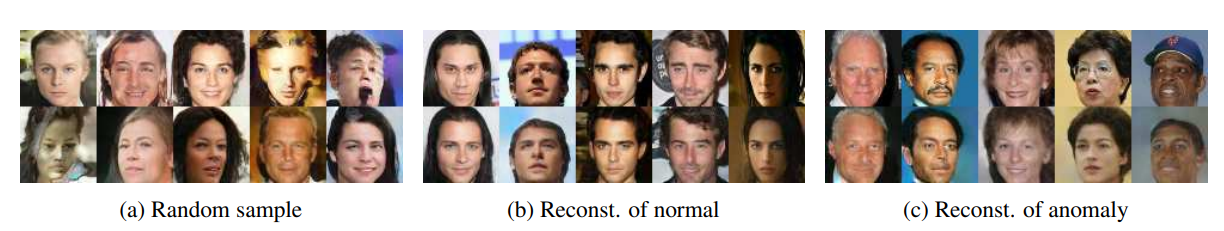 (a) Random sample
(b) Reconst. of normal
(c) Reconst. of anomaly